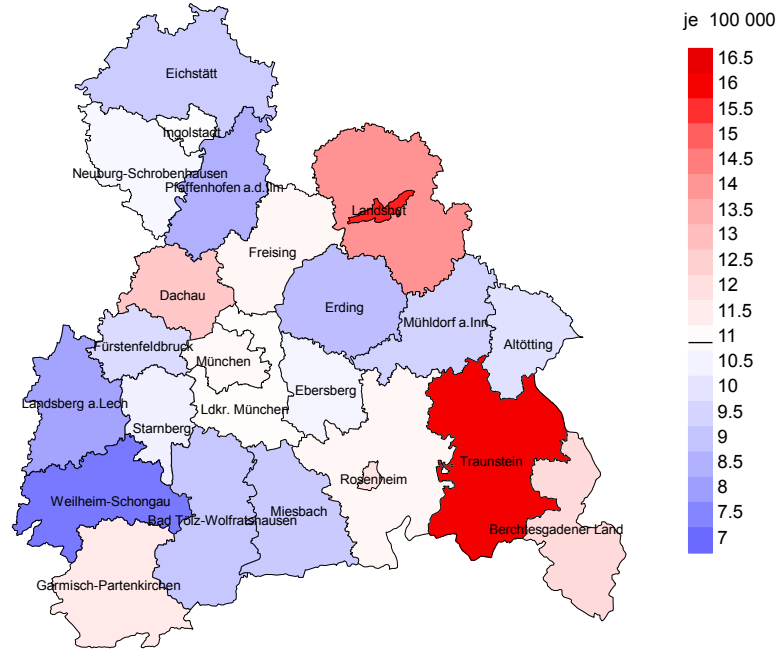 je 100 000
16.5
16
15.5
15
14.5
14
13.5
13
12.5
12
11.5
11
10.5
10
9.5
9
8.5
8
7.5
7
Eichstätt
Ingolstadt
Neuburg-Schrobenhausen
Pfaffenhofen a.d.Ilm
Landshut
Freising
Dachau
Erding
Mühldorf a.Inn
Altötting
Fürstenfeldbruck
München
Ebersberg
Landsberg a.Lech
Ldkr. München
Starnberg
Traunstein
Rosenheim
Weilheim-Schongau
Miesbach
Bad Tölz-Wolfratshausen
Berchtesgadener Land
Garmisch-Partenkirchen